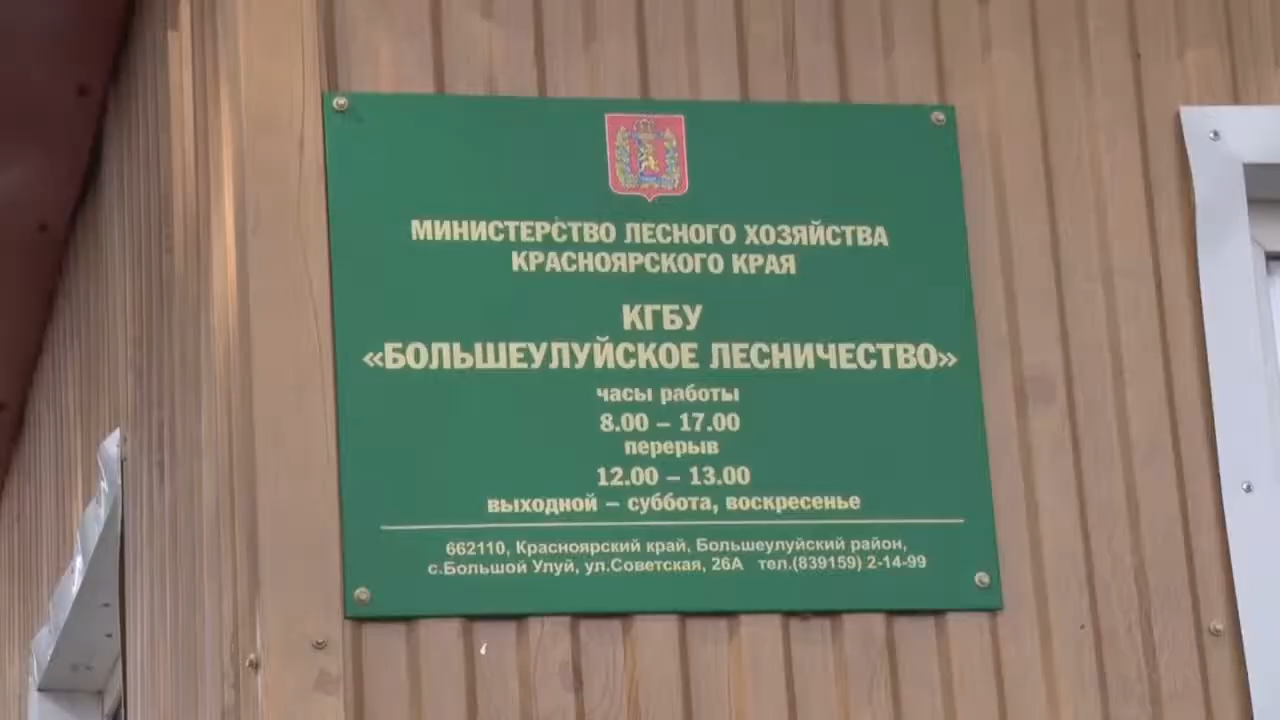 МИНИСТЕРСТВО ЛЕСНОГО ХОЗЯЙСТВА
КРАСНОЯРСКОГО КРАЯ
КГБУ
«БОЛЬШЕУЛУЙСКОЕ ЛЕСНИЧЕСТВО»
часы работы
8.00 – 17.00
перерыв
12.00 – 13.00
выходной – суббота, воскресенье
662110, Красноярский край, Большеулуйский район,
с.Большой Улуй, ул.Советская, 26А тел.(839159) 2-14-99